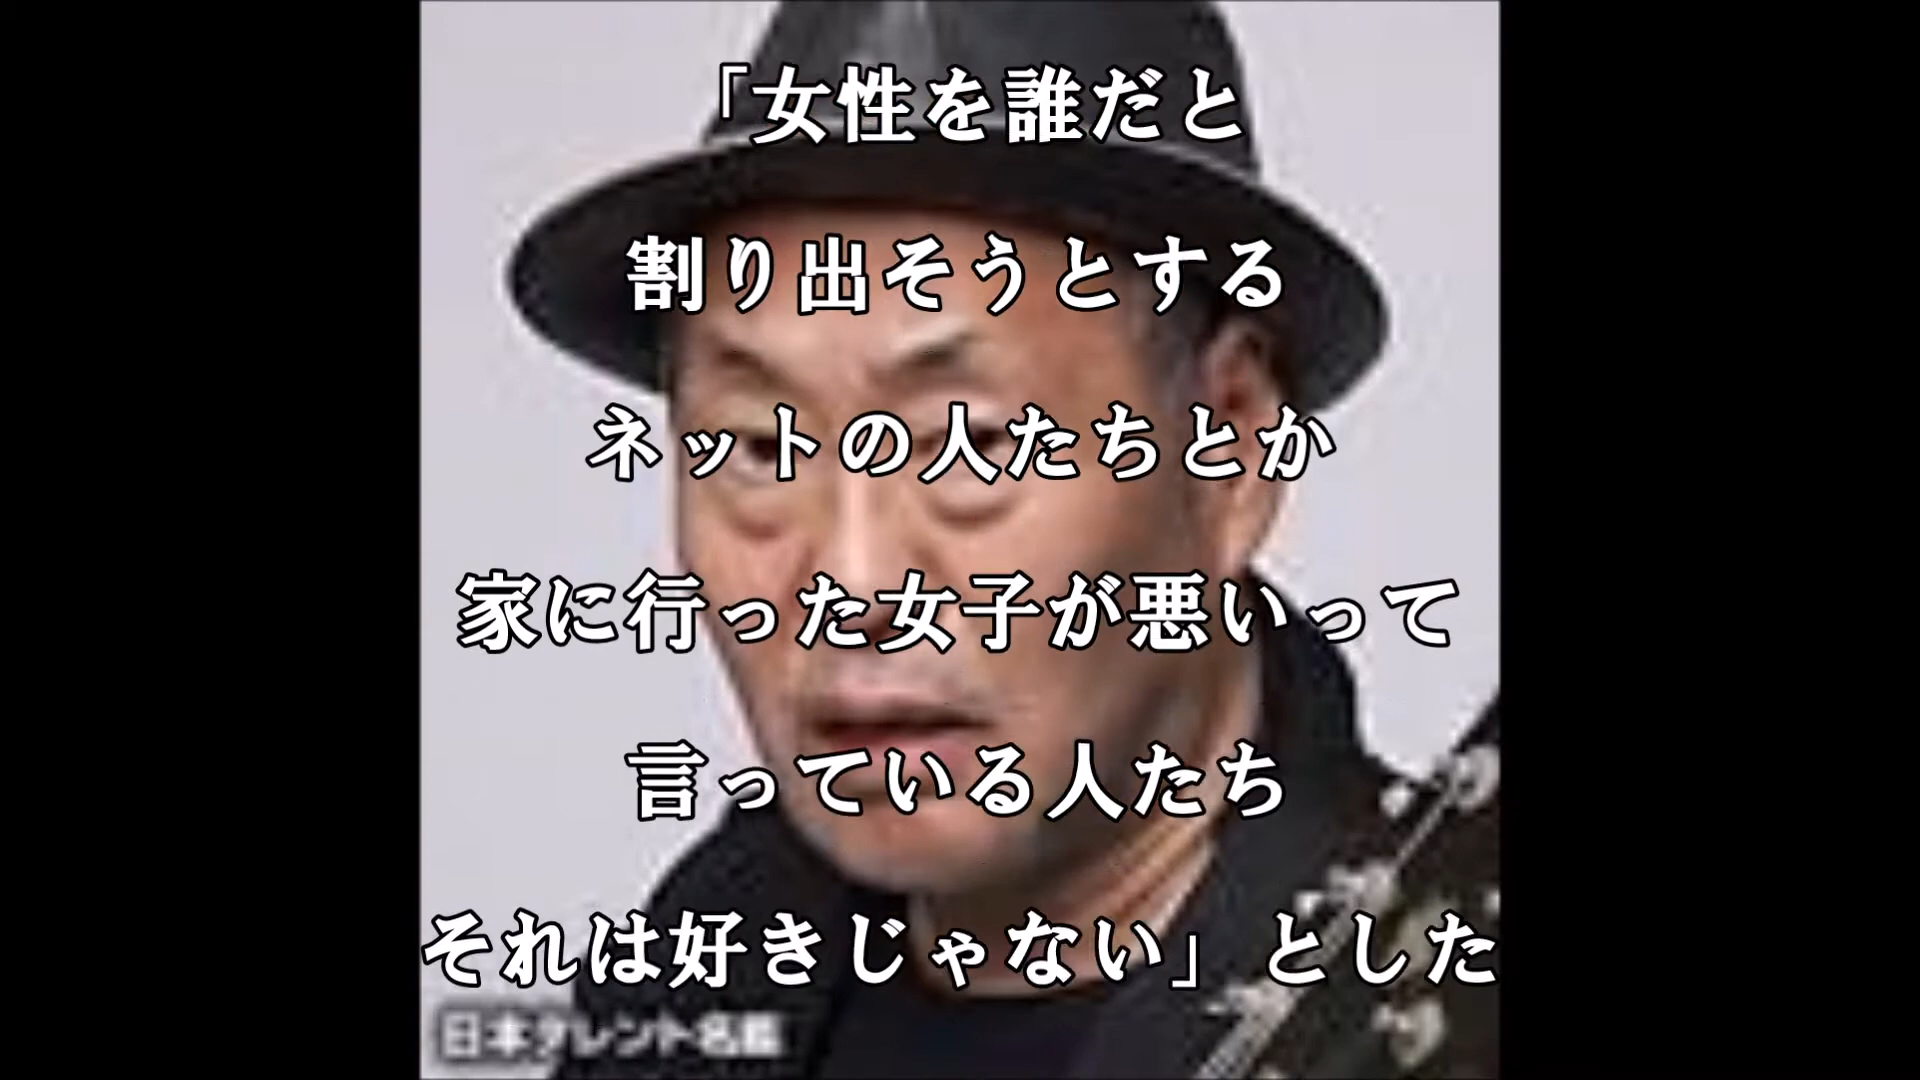 「女性を誰だと
割り出そうとする
ネットの人たちとか
家に行った女子が悪いって
言っている人たち
それは好きじゃない」とした
日本タレント名鑑